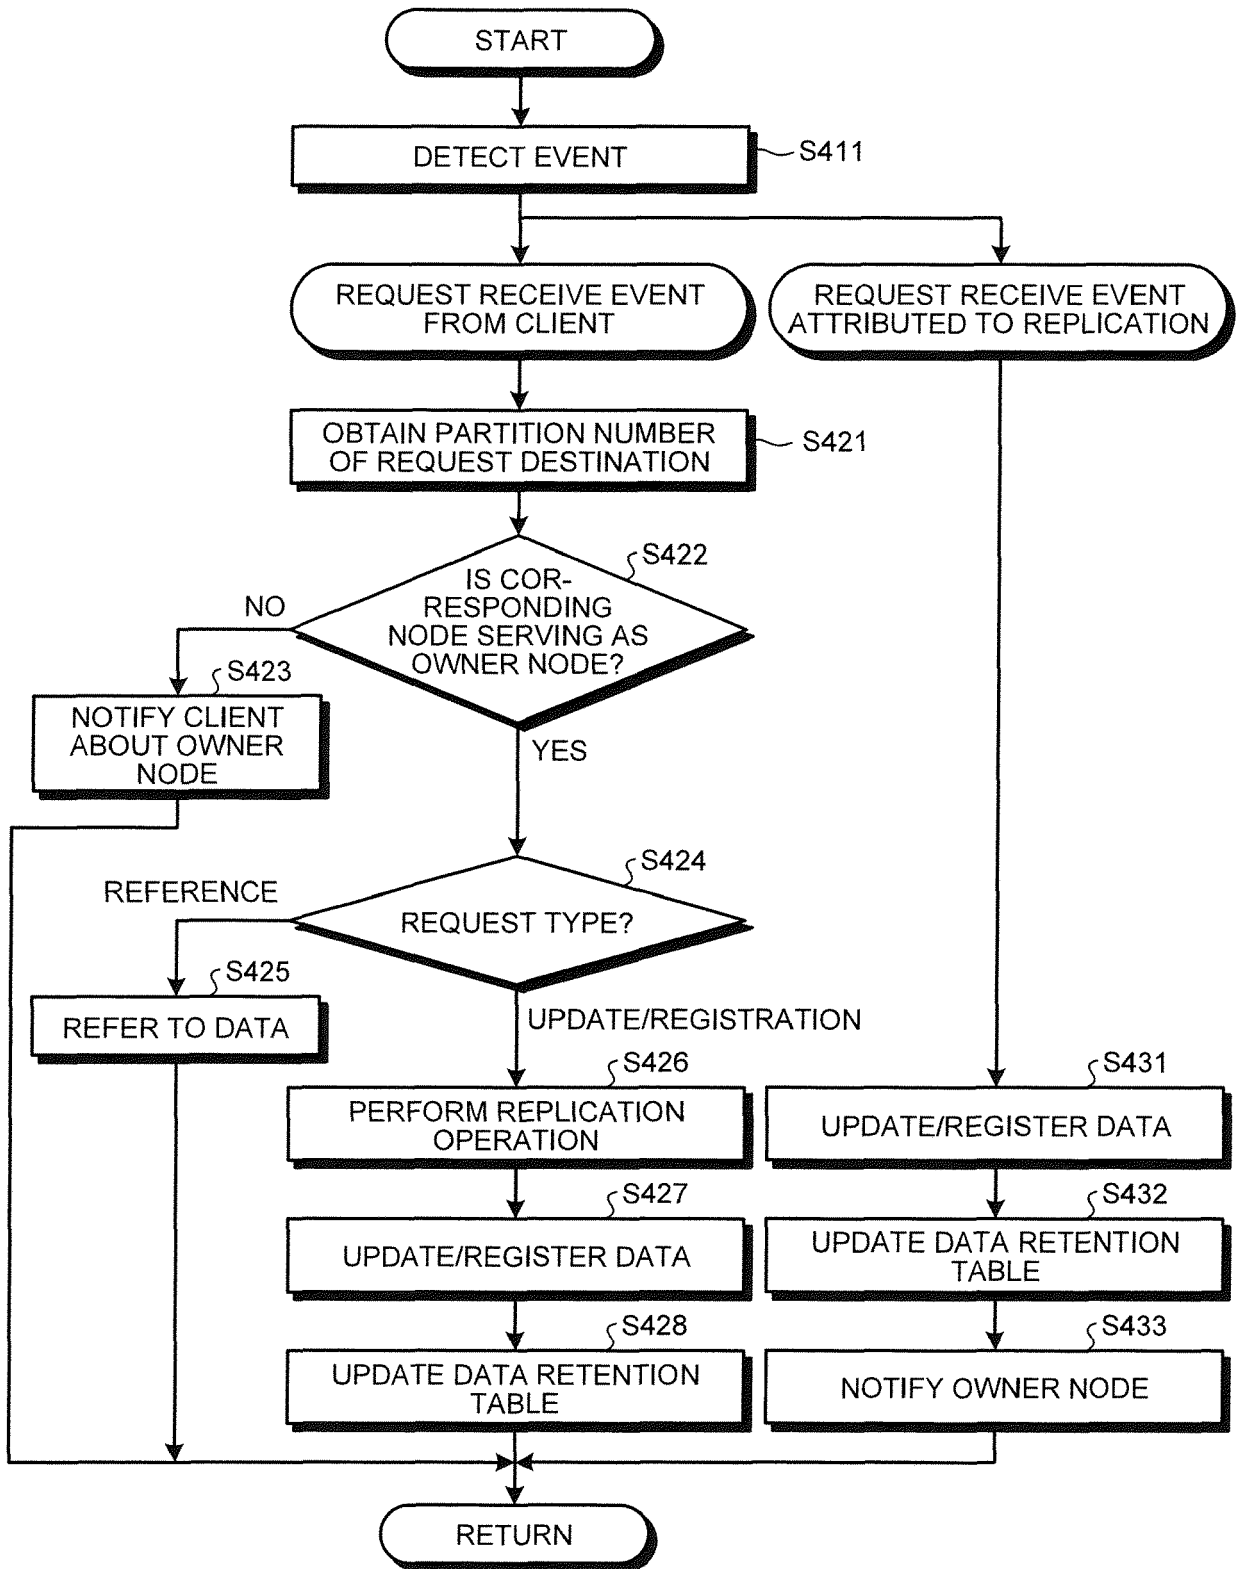 START
DETECT EVENT
S411
REQUEST RECEIVE EVENT
FROM CLIENT
REQUEST RECEIVE EVENT
ATTRIBUTED TO REPLICATION
OBTAIN PARTITION NUMBER
OF REQUEST DESTINATION
S421
S422
IS COR-
RESPONDING
NODE SERVING AS
OWNER NODE?
NO
S423
NOTIFY CLIENT
ABOUT OWNER
NODE
YES
S424
REFERENCE
REQUEST TYPE?
S425
REFER TO DATA
UPDATE/REGISTRATION
S426
PERFORM REPLICATION
OPERATION
S431
UPDATE/REGISTER DATA
S427
UPDATE/REGISTER DATA
S432
UPDATE DATA RETENTION
TABLE
S428
UPDATE DATA RETENTION
TABLE
S433
NOTIFY OWNER NODE
RETURN